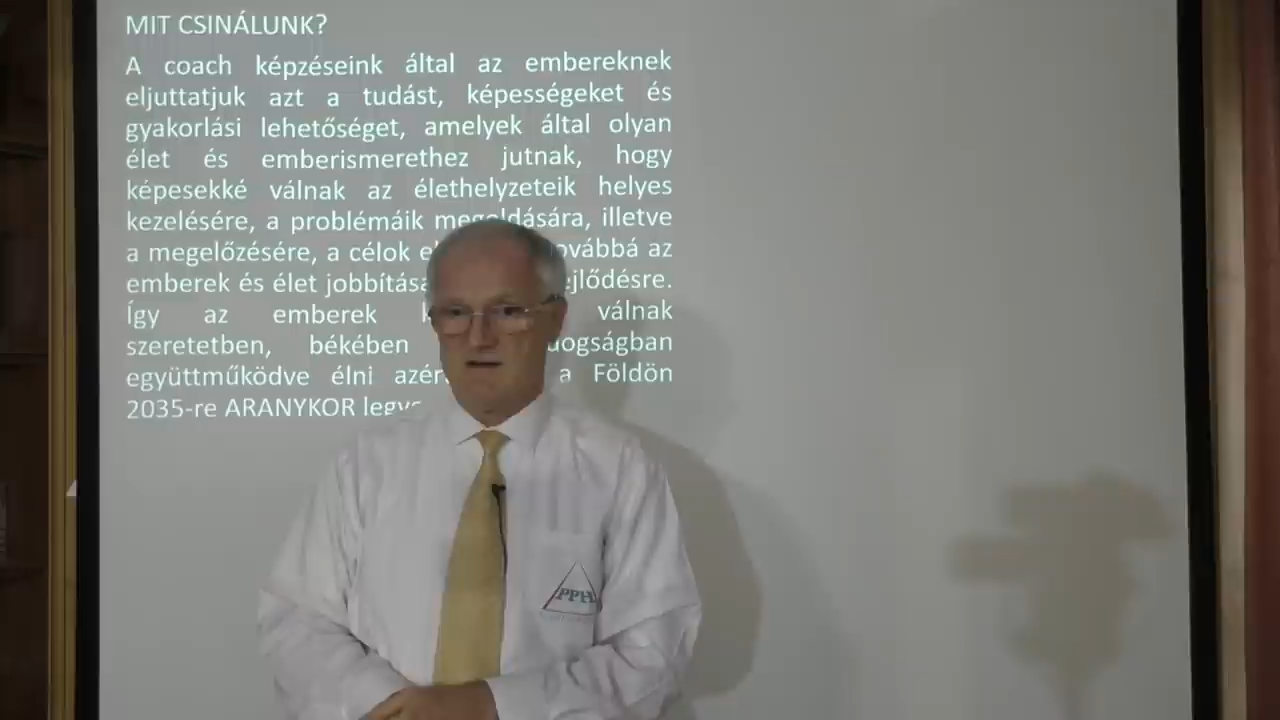 MIT CSINÁLUNK?
A coach képzéseink által az embereknek
eljuttatjuk azt a tudást, képességeket és
gyakorlási lehetőséget, amelyek által olyan
élet és emberismerethez jutnak, hogy
képesekké válnak az élethelyzeteik helyes
kezelésére, a problémáik megoldására, illetve
a megelőzésére, a célok az
emberek és élet jobbítása
Így az emberek válnak
szeretetben, békében
együttműködve élni a Földön
2035-re ARANYKOR
PPH